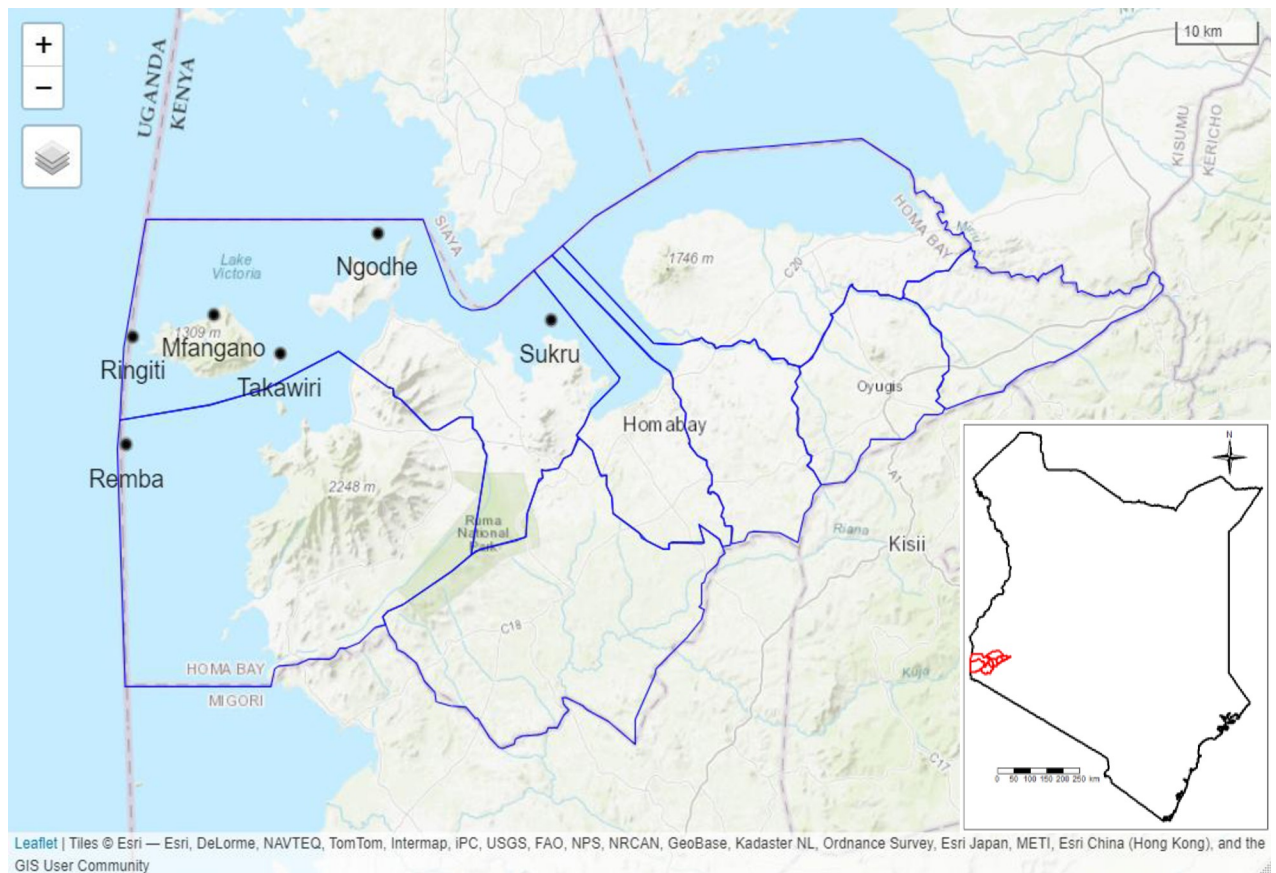 +
−
10 km
UGANDA
KENYA
KISUMU
KERICHO
SIAYA
HOMA BAY
Miriu
Lake
Victoria
Ngodhe
1746 m
C20
1309 m
Mfangano
Ringiti
Takawiri
Sukru
Oyugis
Homabay
Remba
2248 m
Ruma
National
Park
A1
Riana
Kisii
C18
Kuja
HOMA BAY
MIGORI
C17
N
0 50 100 150 200 250 km
Leaflet | Tiles © Esri — Esri, DeLorme, NAVTEQ, TomTom, Intermap, iPC, USGS, FAO, NPS, NRCAN, GeoBase, Kadaster NL, Ordnance Survey, Esri Japan, METI, Esri China (Hong Kong), and the
GIS User Community